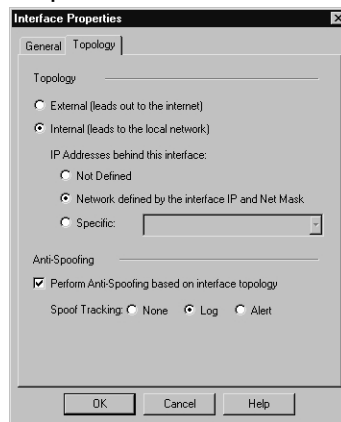 Interface Properties
General Topology
Topology
External (leads out to the internet)
Internal (leads to the local network)
IP Addresses behind this interface:
Not Defined
Network defined by the interface IP and Net Mask
Specific:
Anti-Spoofing
Perform Anti-Spoofing based on interface topology
Spoof Tracking: None Log Alert
OK Cancel Help